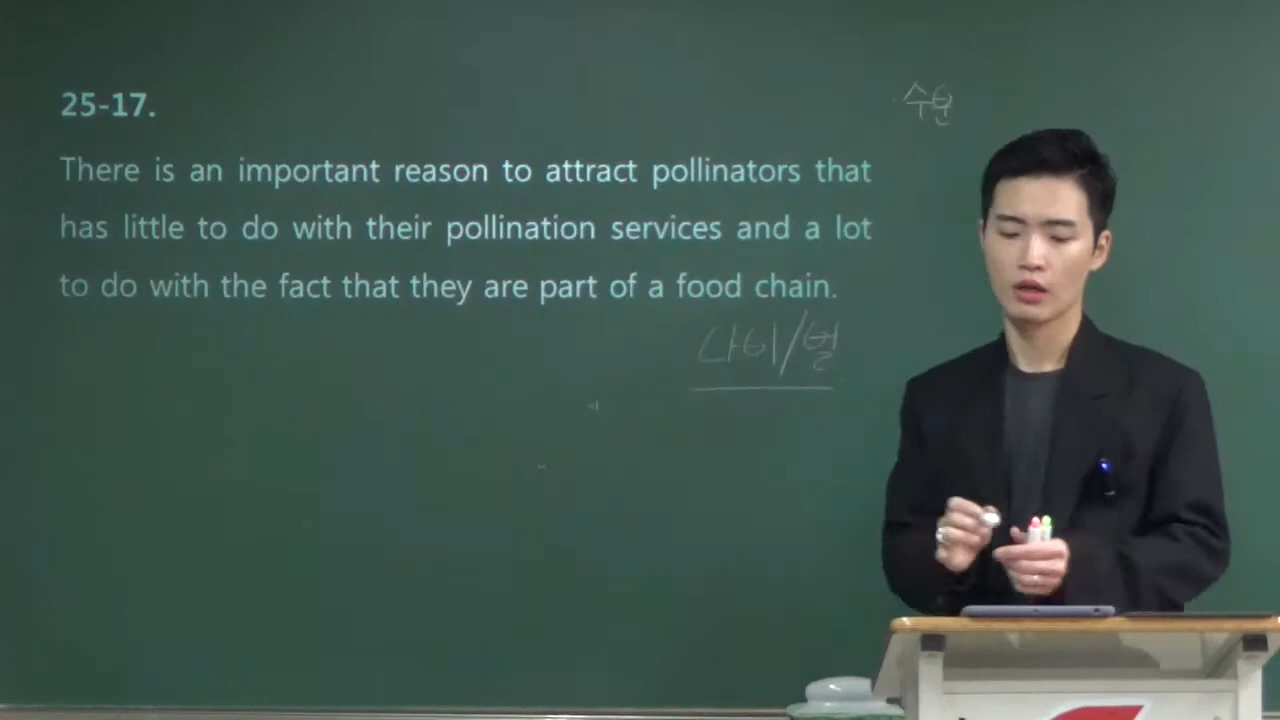 25-17.
수분
There is an important reason to attract pollinators that
has little to do with their pollination services and a lot
to do with the fact that they are part of a food chain.
나비/벌